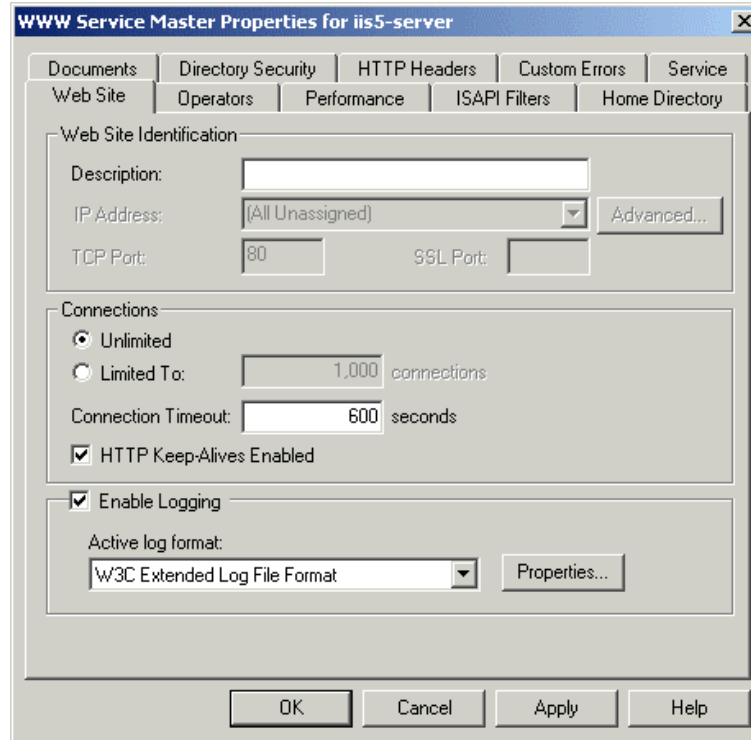 WWW Service Master Properties for iis5-server
Documents Directory Security HTTP Headers Custom Errors Service
Web Site Operators Performance ISAPI Filters Home Directory
Web Site Identification
Description:
IP Address: (All Unassigned) Advanced...
TCP Port: 80 SSL Port:
Connections
Unlimited
Limited To: 1,000 connections
Connection Timeout: 600 seconds
HTTP Keep-Alives Enabled
Enable Logging
Active log format:
W3C Extended Log File Format Properties...
OK Cancel Apply Help